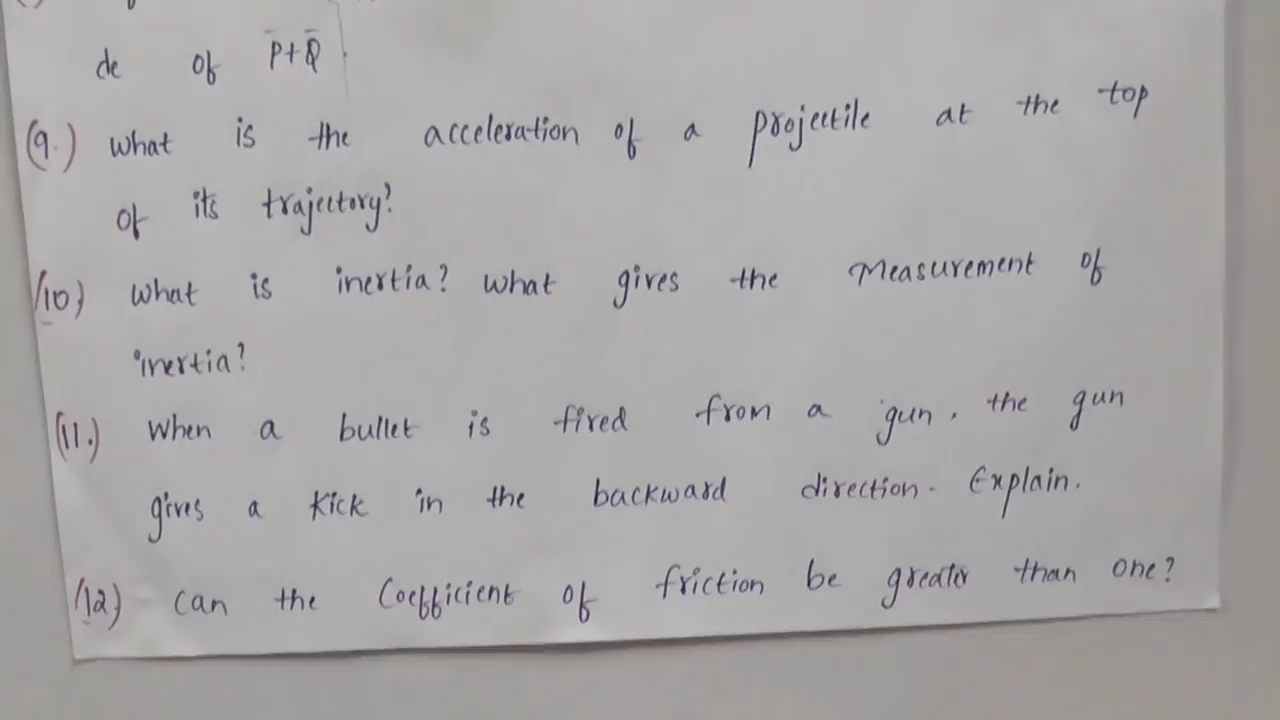 de of P̄+Q̄.
(9.) What is the acceleration of a projectile at the top
of its trajectory?
(10) What is inertia? What gives the measurement of
inertia?
(11.) When a bullet is fired from a gun, the gun
gives a kick in the backward direction. Explain.
(12) Can the Coefficient of friction be greater than one?